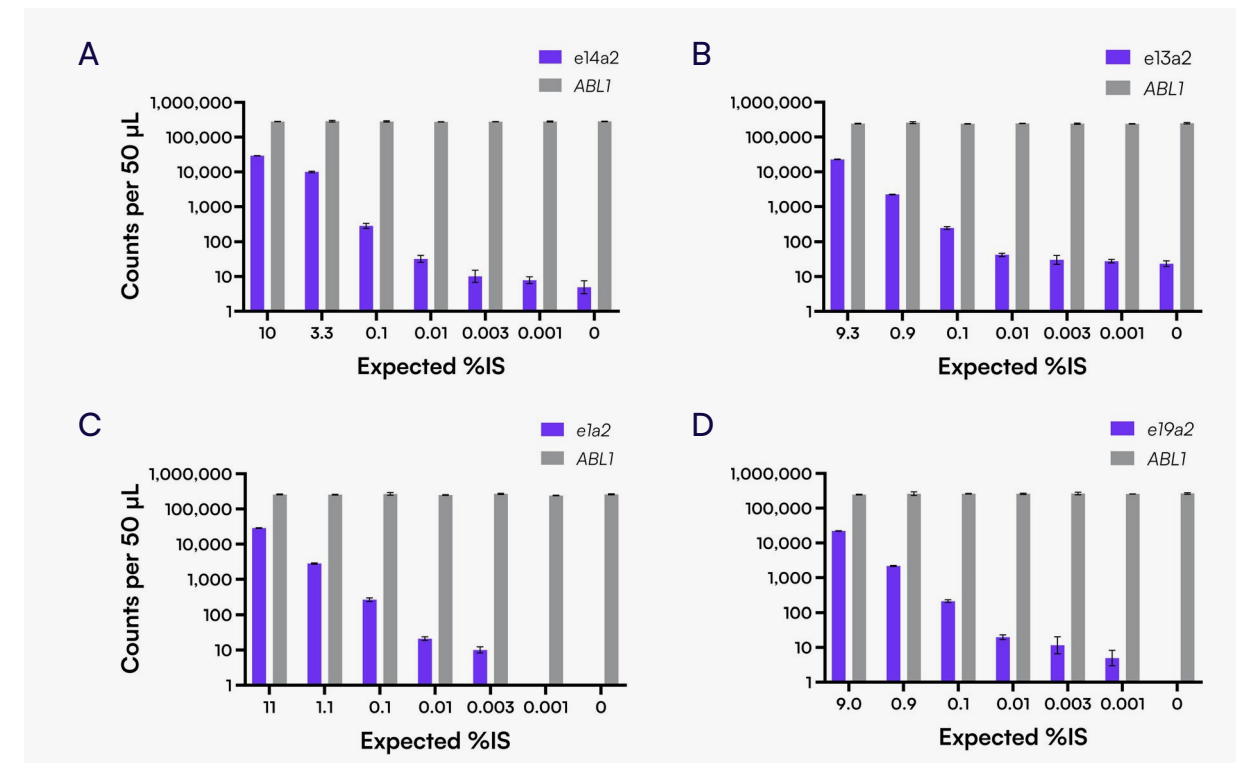 A
e14a2
ABL1
Counts per 50 µL
1,000,000
100,000
10,000
1,000
100
10
1
10 3.3 0.1 0.01 0.003 0.001 0
Expected %IS
B
e13a2
ABL1
1,000,000
100,000
10,000
1,000
100
10
1
9.3 0.9 0.1 0.01 0.003 0.001 0
Expected %IS
C
e1a2
ABL1
Counts per 50 µL
1,000,000
100,000
10,000
1,000
100
10
1
11 1.1 0.1 0.01 0.003 0.001 0
Expected %IS
D
e19a2
ABL1
1,000,000
100,000
10,000
1,000
100
10
1
9.0 0.9 0.1 0.01 0.003 0.001 0
Expected %IS